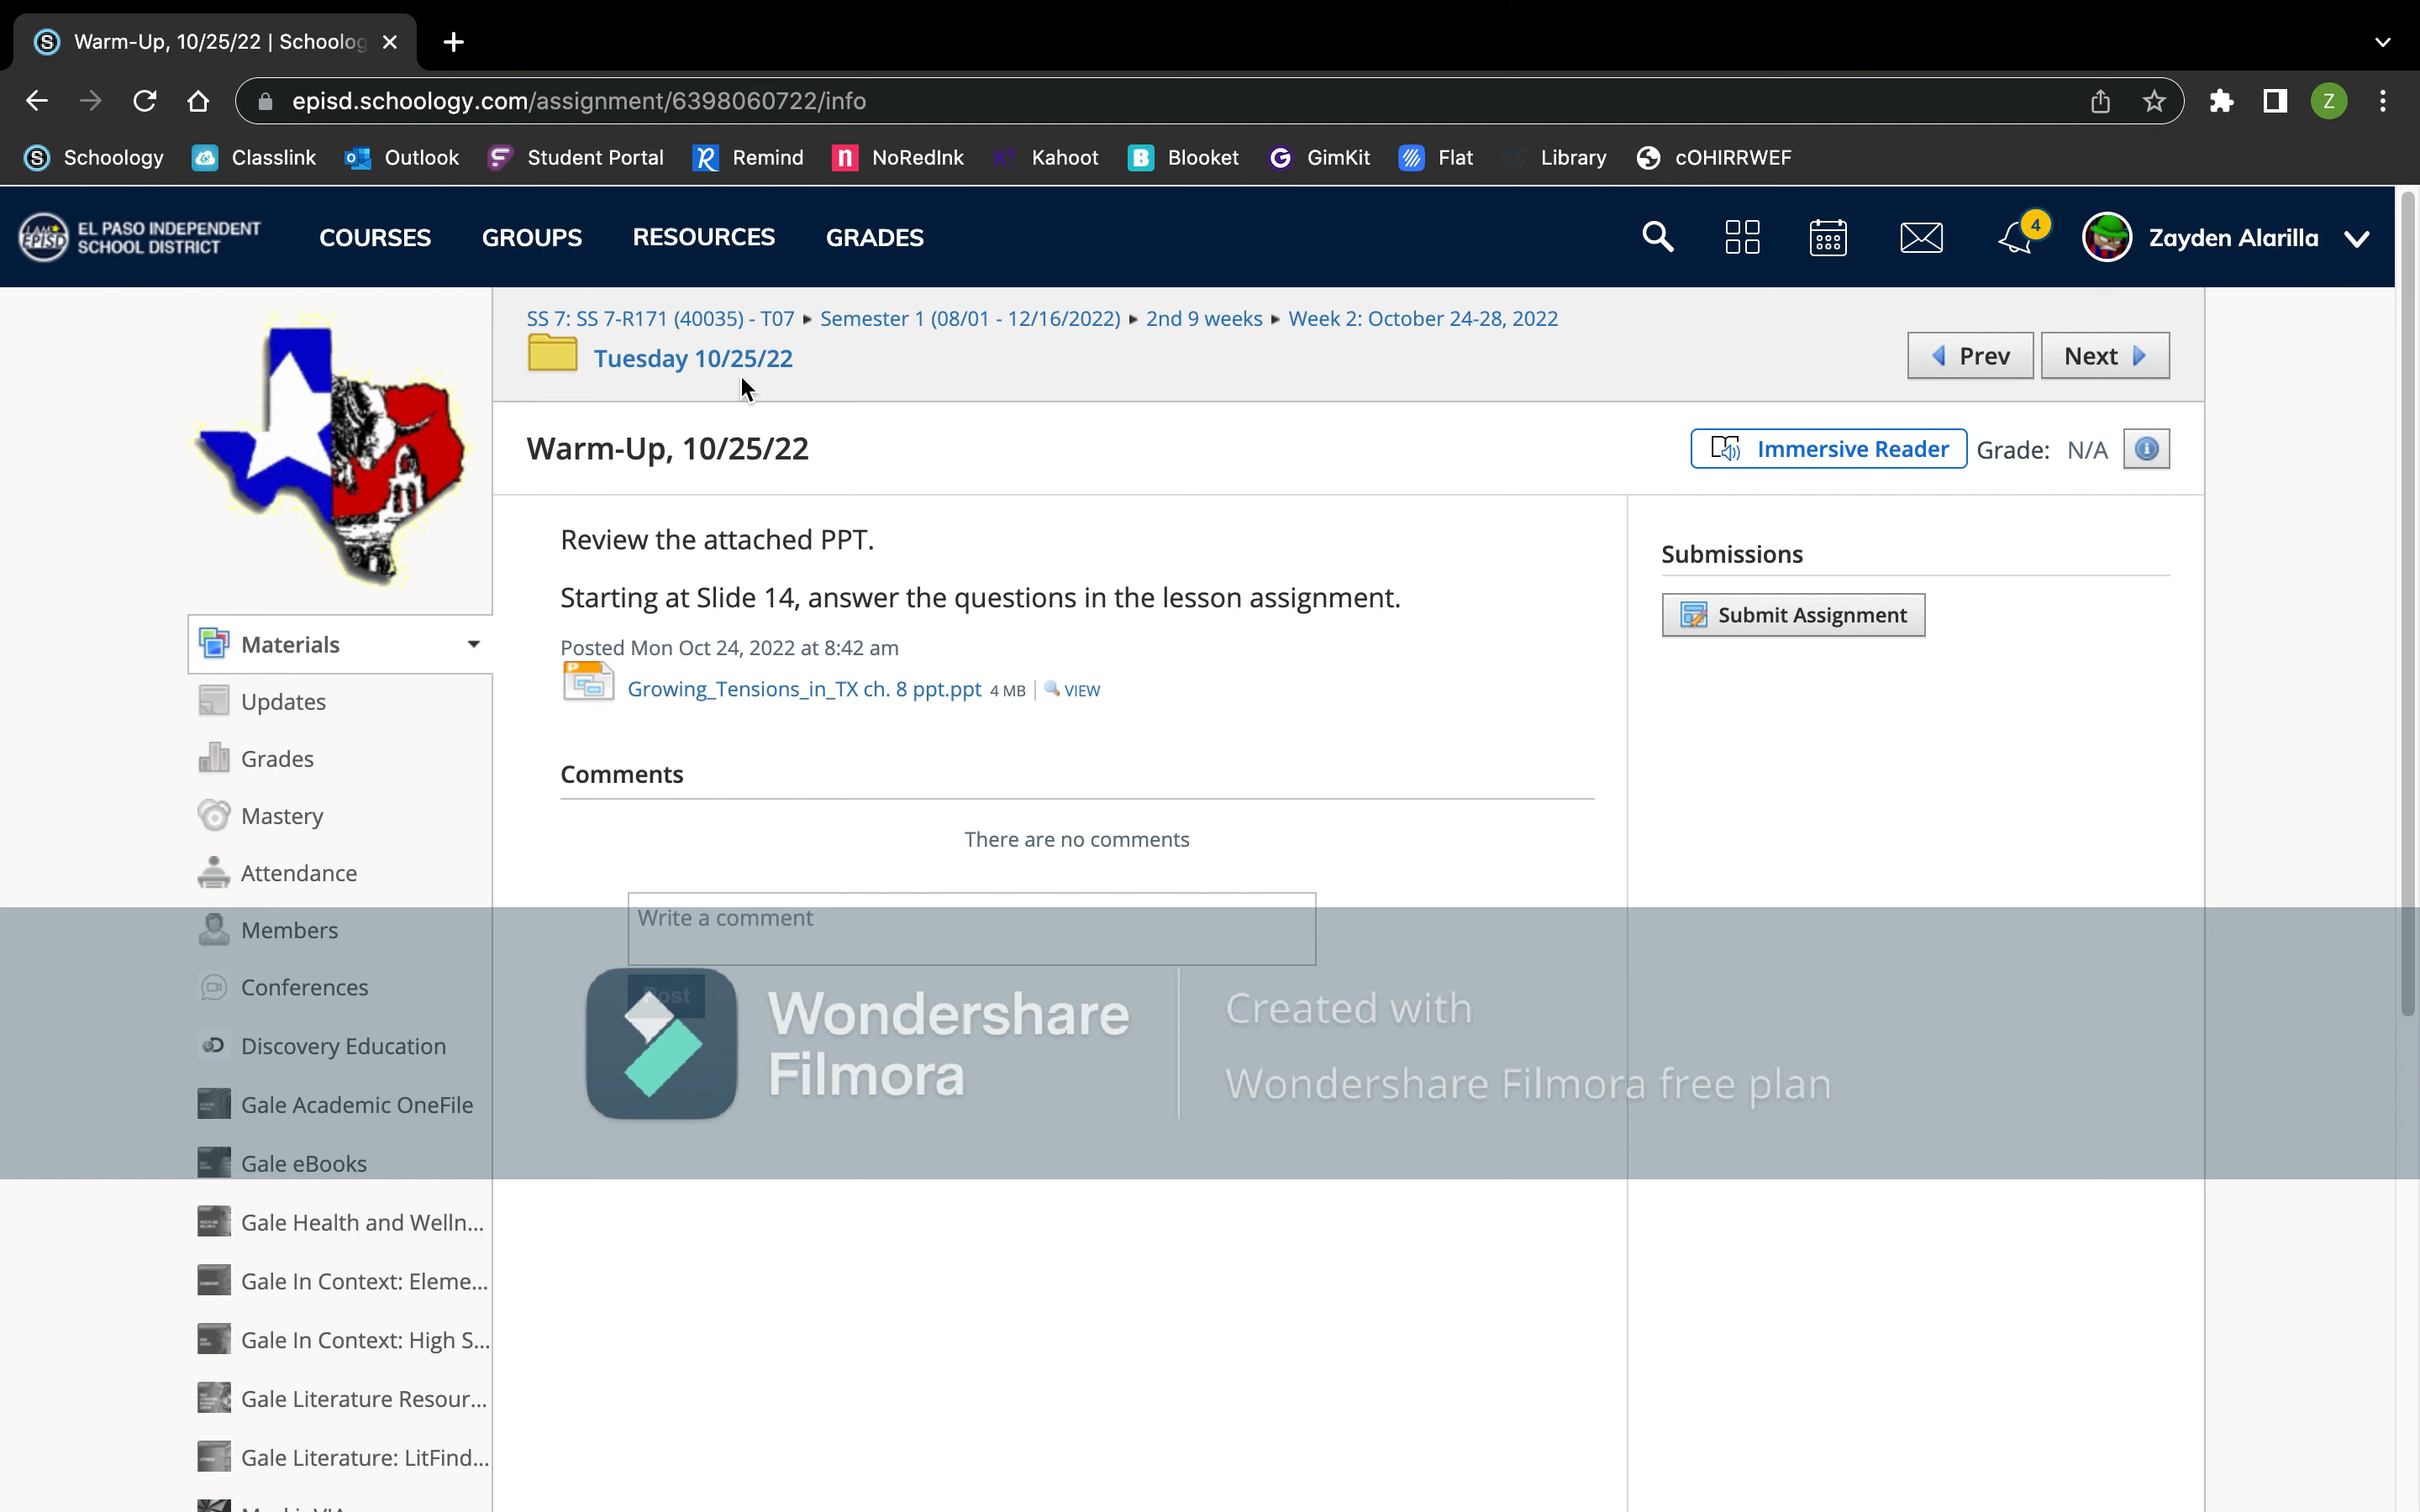 Warm-Up, 10/25/22 | Schoolog
episd.schoology.com/assignment/6398060722/info
Z
Schoology Classlink Outlook Student Portal Remind NoRedInk Kahoot Blooket GimKit Flat Library cOHIRRWEF
EL PASO INDEPENDENT
SCHOOL DISTRICT
COURSES GROUPS RESOURCES GRADES
4
Zayden Alarilla
SS 7: SS 7-R171 (40035) - T07 ▸ Semester 1 (08/01 - 12/16/2022) ▸ 2nd 9 weeks ▸ Week 2: October 24-28, 2022
Tuesday 10/25/22
Prev Next
Warm-Up, 10/25/22
Immersive Reader Grade: N/A
Review the attached PPT.
Starting at Slide 14, answer the questions in the lesson assignment.
Posted Mon Oct 24, 2022 at 8:42 am
Growing_Tensions_in_TX ch. 8 ppt.ppt 4 MB VIEW
Comments
There are no comments
Write a comment
Post
Submissions
Submit Assignment
Materials
Updates
Grades
Mastery
Attendance
Members
Conferences
Discovery Education
Gale Academic OneFile
Gale eBooks
Gale Health and Welln...
Gale In Context: Eleme...
Gale In Context: High S...
Gale Literature Resour...
Gale Literature: LitFind...
Wondershare
Filmora
Created with
Wondershare Filmora free plan